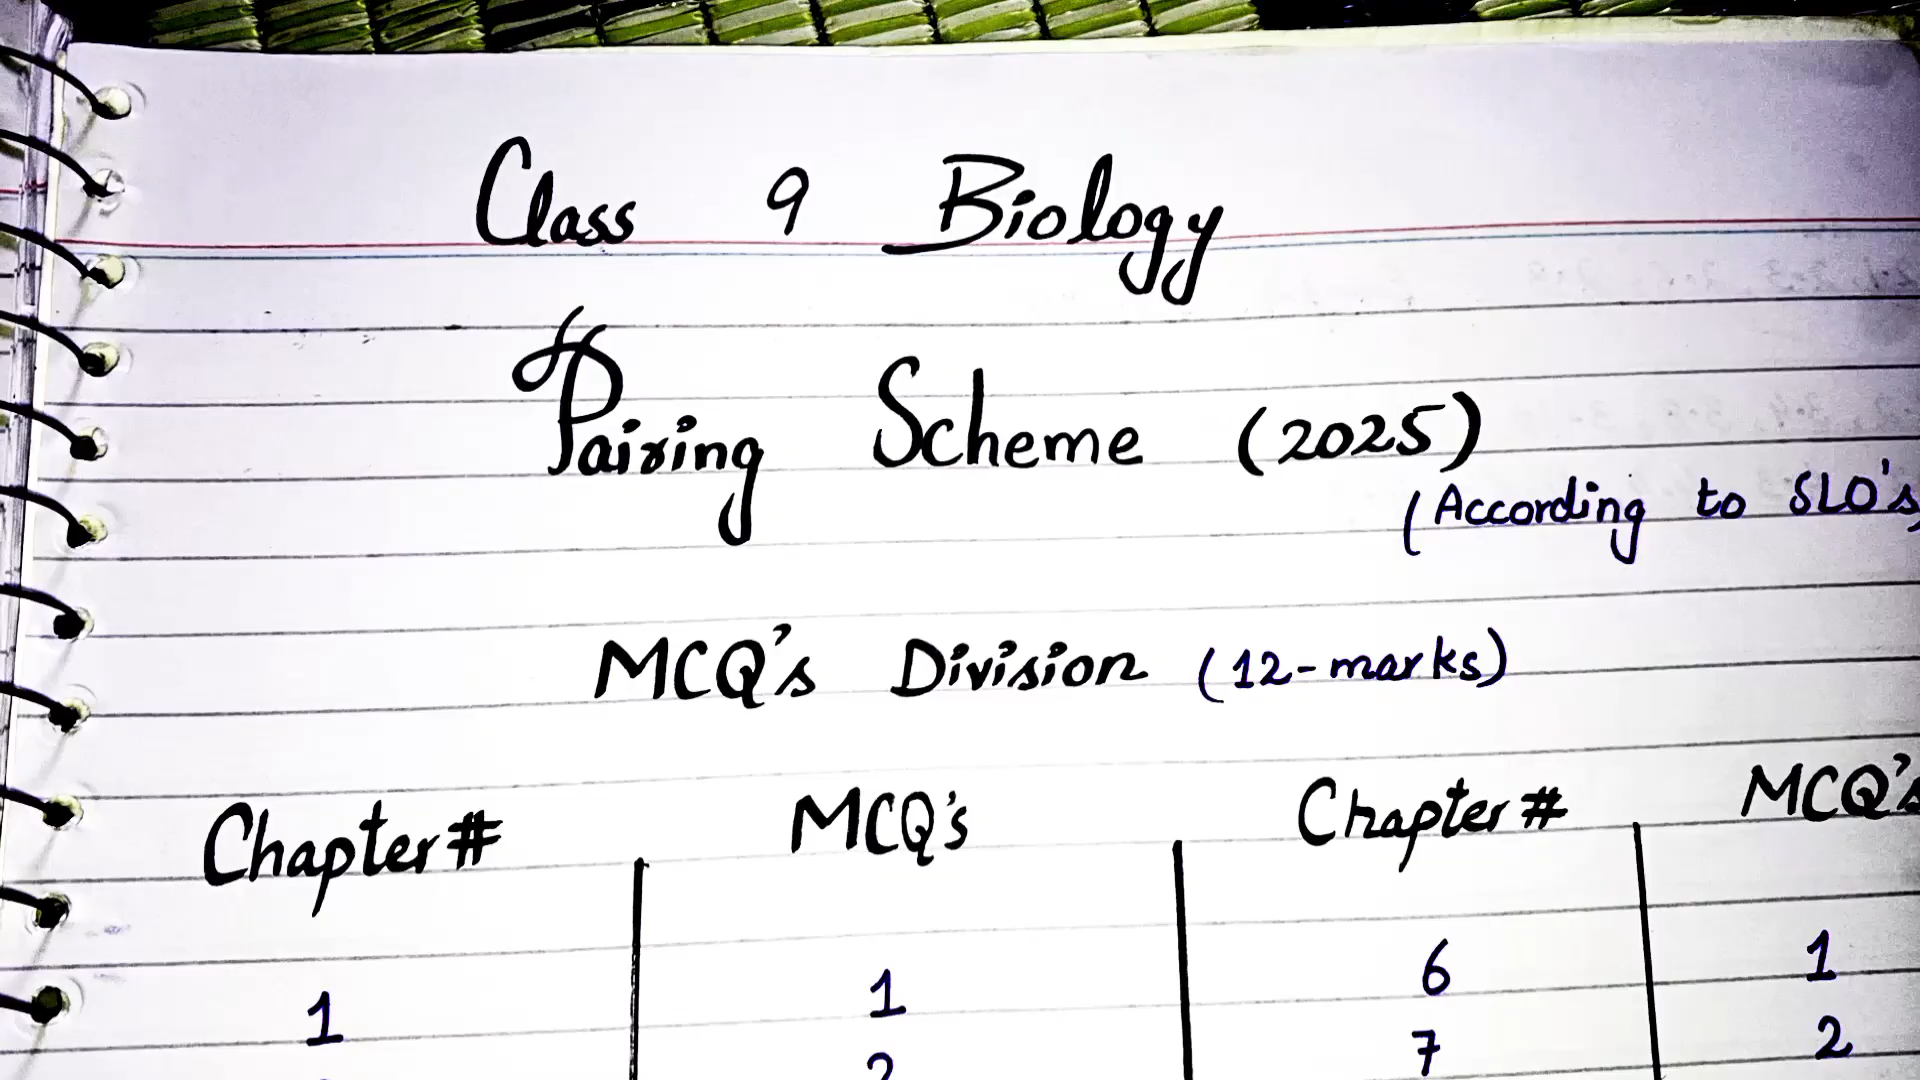 Class 9 Biology
Pairing Scheme (2025)
(According to SLO's)
MCQ's Division (12-marks)
Chapter # MCQ's Chapter # MCQ's
1 1 6 1
2 7 2